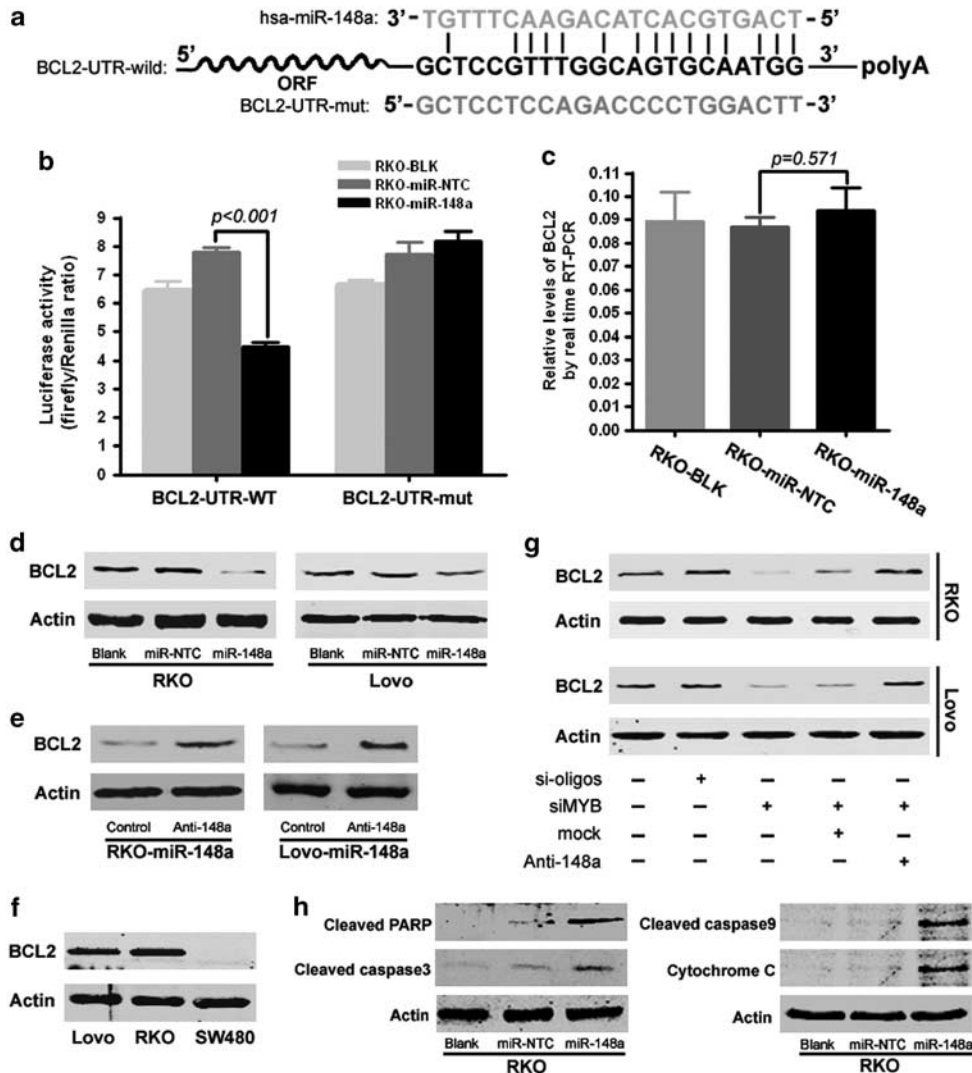 a
hsa-miR-148a: 3’-TGTTTCAAGACATCACGTGACT-5’
BCL2-UTR-wild: 5’ GCTCCGTTTGGCAGTGCAATGG 3’ polyA
ORF
BCL2-UTR-mut: 5’-GCTCCTCCAGACCCCTGGACTT-3’
b
RKO-BLK
RKO-miR-NTC
RKO-miR-148a
p<0.001
Luciferase activity
(firefly/Renilla ratio)
9
8
7
6
5
4
3
2
1
0
BCL2-UTR-WT BCL2-UTR-mut
c
p=0.571
Relative levels of BCL2
by real time RT-PCR
0.11
0.10
0.09
0.08
0.07
0.06
0.05
0.04
0.03
0.02
0.01
0.00
RKO-BLK
RKO-miR-NTC
RKO-miR-148a
d
BCL2
Actin
Blank miR-NTC miR-148a Blank miR-NTC miR-148a
RKO Lovo
e
BCL2
Actin
Control Anti-148a Control Anti-148a
RKO-miR-148a Lovo-miR-148a
f
BCL2
Actin
Lovo RKO SW480
g
BCL2
Actin
RKO
BCL2
Actin
Lovo
si-oligos – + – – –
siMYB – – + + +
mock – – – + –
Anti-148a – – – – +
h
Cleaved PARP
Cleaved caspase3
Actin
Blank miR-NTC miR-148a
RKO
Cleaved caspase9
Cytochrome C
Actin
Blank miR-NTC miR-148a
RKO